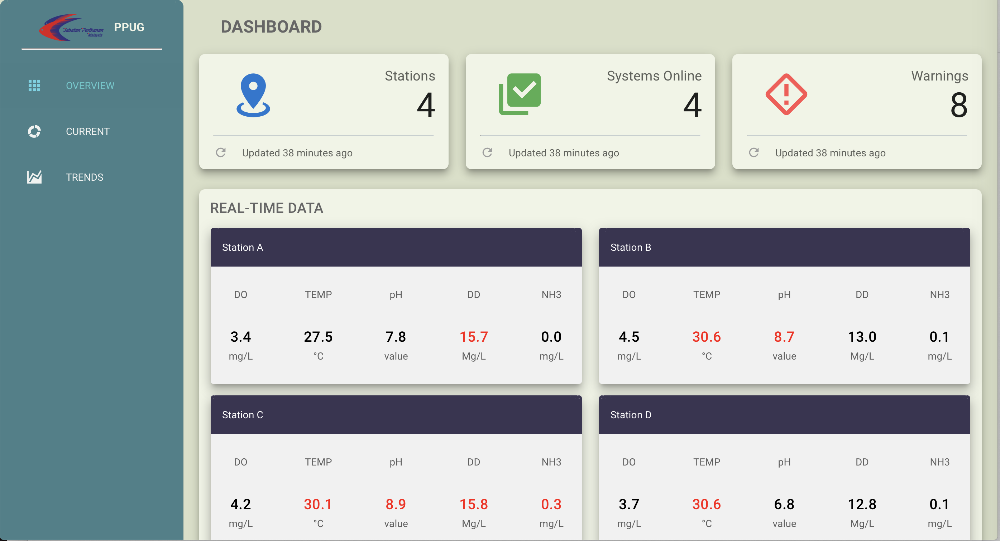 Jabatan Perikanan
Malaysia
PPUG
OVERVIEW
CURRENT
TRENDS
DASHBOARD
Stations
4
Updated 38 minutes ago
Systems Online
4
Updated 38 minutes ago
Warnings
8
Updated 38 minutes ago
REAL-TIME DATA
Station A
DO TEMP pH DD NH3
3.4 27.5 7.8 15.7 0.0
mg/L °C value Mg/L mg/L
Station B
DO TEMP pH DD NH3
4.5 30.6 8.7 13.0 0.1
mg/L °C value Mg/L mg/L
Station C
DO TEMP pH DD NH3
4.2 30.1 8.9 15.8 0.3
mg/L °C value Mg/L mg/L
Station D
DO TEMP pH DD NH3
3.7 30.6 6.8 12.8 0.1
mg/L °C value Mg/L mg/L